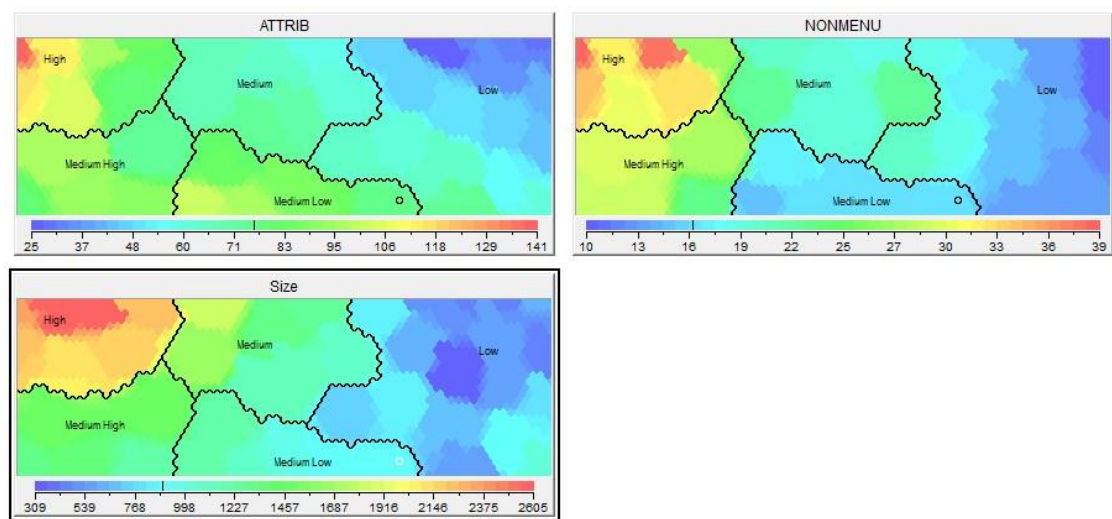 ATTRIB
High
Medium
Low
Medium High
Medium Low
25 37 48 60 71 83 95 106 118 129 141
NONMENU
High
Medium
Low
Medium High
Medium Low
10 13 16 19 22 25 27 30 33 36 39
Size
High
Medium
Low
Medium High
Medium Low
309 539 768 998 1227 1457 1687 1916 2146 2375 2605